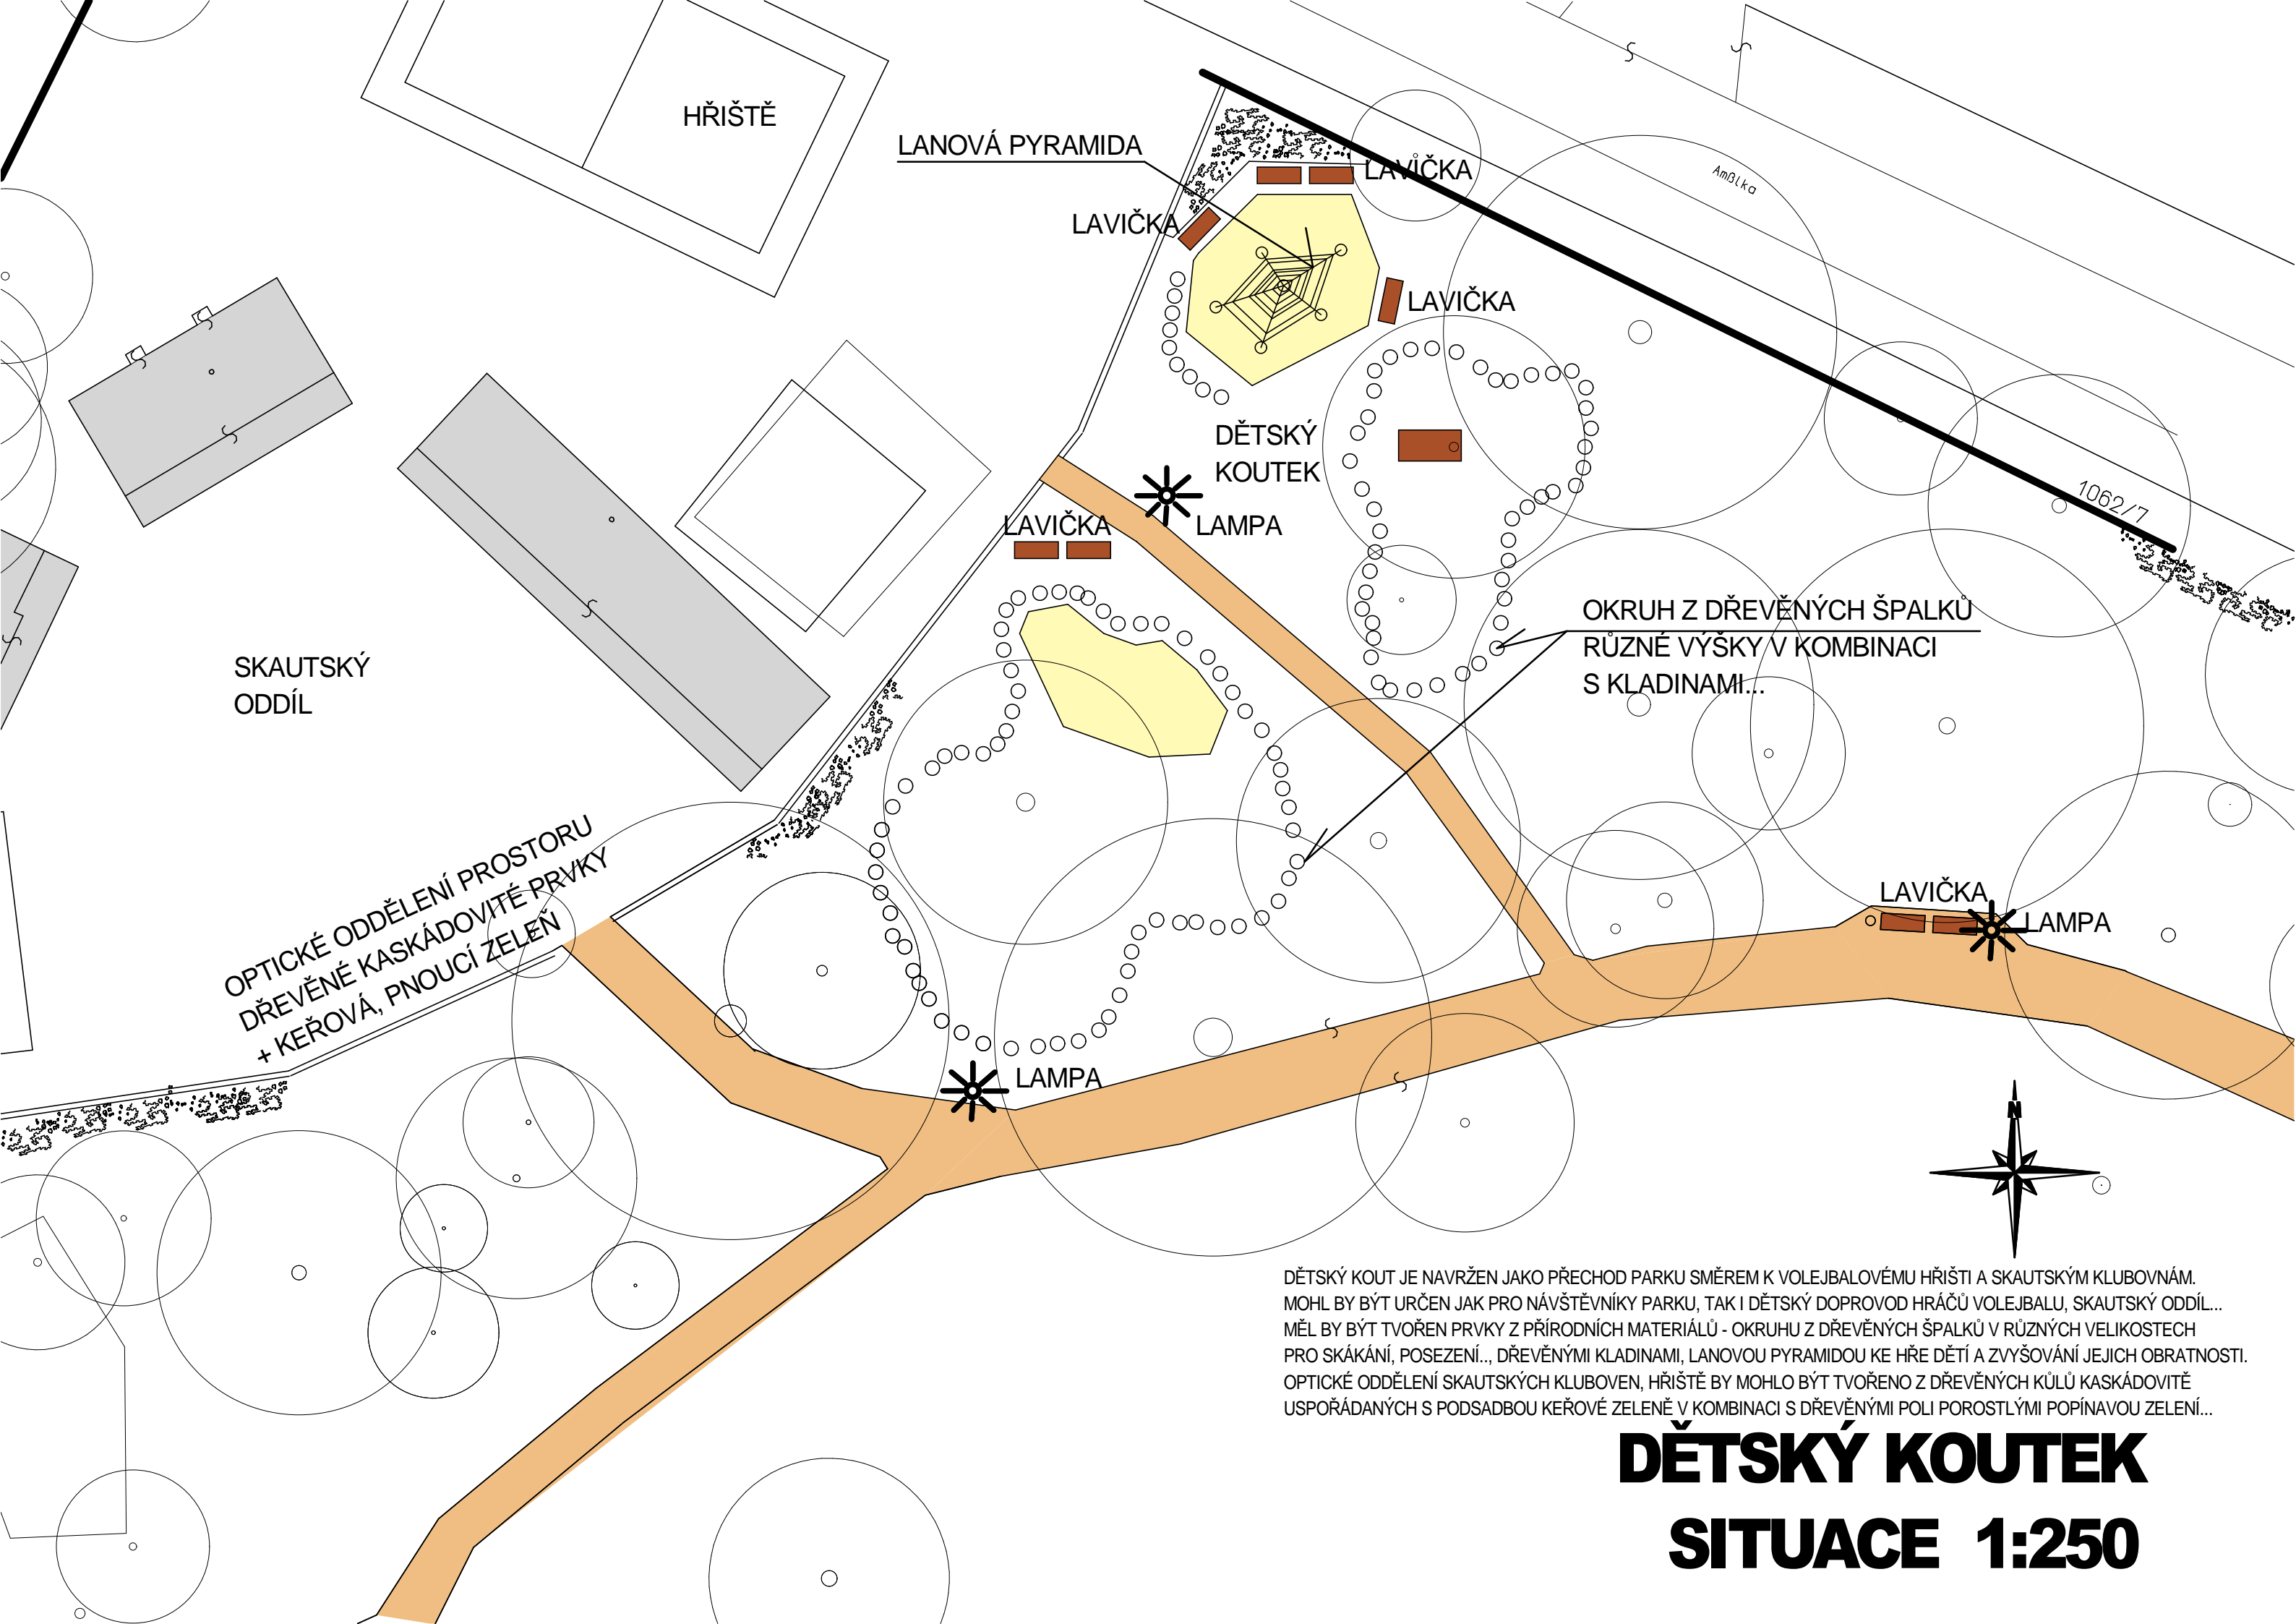 HŘIŠTĚ
LANOVÁ PYRAMIDA
LAVIČKA
LAVIČKA
LAVIČKA
Amßlka
1062/7
DĚTSKÝ
KOUTEK
LAVIČKA
LAMPA
OKRUH Z DŘEVĚNÝCH ŠPALKŮ
RŮZNÉ VÝŠKY V KOMBINACI
S KLADINAMI...
SKAUTSKÝ
ODDÍL
OPTICKÉ ODDĚLENÍ PROSTORU
DŘEVĚNÉ KASKÁDOVITÉ PRVKY
+ KEŘOVÁ, PNOUCÍ ZELEŇ
LAVIČKA
LAMPA
LAMPA
N
DĚTSKÝ KOUT JE NAVRŽEN JAKO PŘECHOD PARKU SMĚREM K VOLEJBALOVÉMU HŘIŠTI A SKAUTSKÝM KLUBOVNÁM.
MOHL BY BÝT URČEN JAK PRO NÁVŠTĚVNÍKY PARKU, TAK I DĚTSKÝ DOPROVOD HRÁČŮ VOLEJBALU, SKAUTSKÝ ODDÍL...
MĚL BY BÝT TVOŘEN PRVKY Z PŘÍRODNÍCH MATERIÁLŮ - OKRUHU Z DŘEVĚNÝCH ŠPALKŮ V RŮZNÝCH VELIKOSTECH
PRO SKÁKÁNÍ, POSEZENÍ.., DŘEVĚNÝMI KLADINAMI, LANOVOU PYRAMIDOU KE HŘE DĚTÍ A ZVYŠOVÁNÍ JEJICH OBRATNOSTI.
OPTICKÉ ODDĚLENÍ SKAUTSKÝCH KLUBOVEN, HŘIŠTĚ BY MOHLO BÝT TVOŘENO Z DŘEVĚNÝCH KŮLŮ KASKÁDOVITĚ
USPOŘÁDANÝCH S PODSADBOU KEŘOVÉ ZELENĚ V KOMBINACI S DŘEVĚNÝMI POLI POROSTLÝMI POPÍNAVOU ZELENÍ...
DĚTSKÝ KOUTEK
SITUACE 1:250